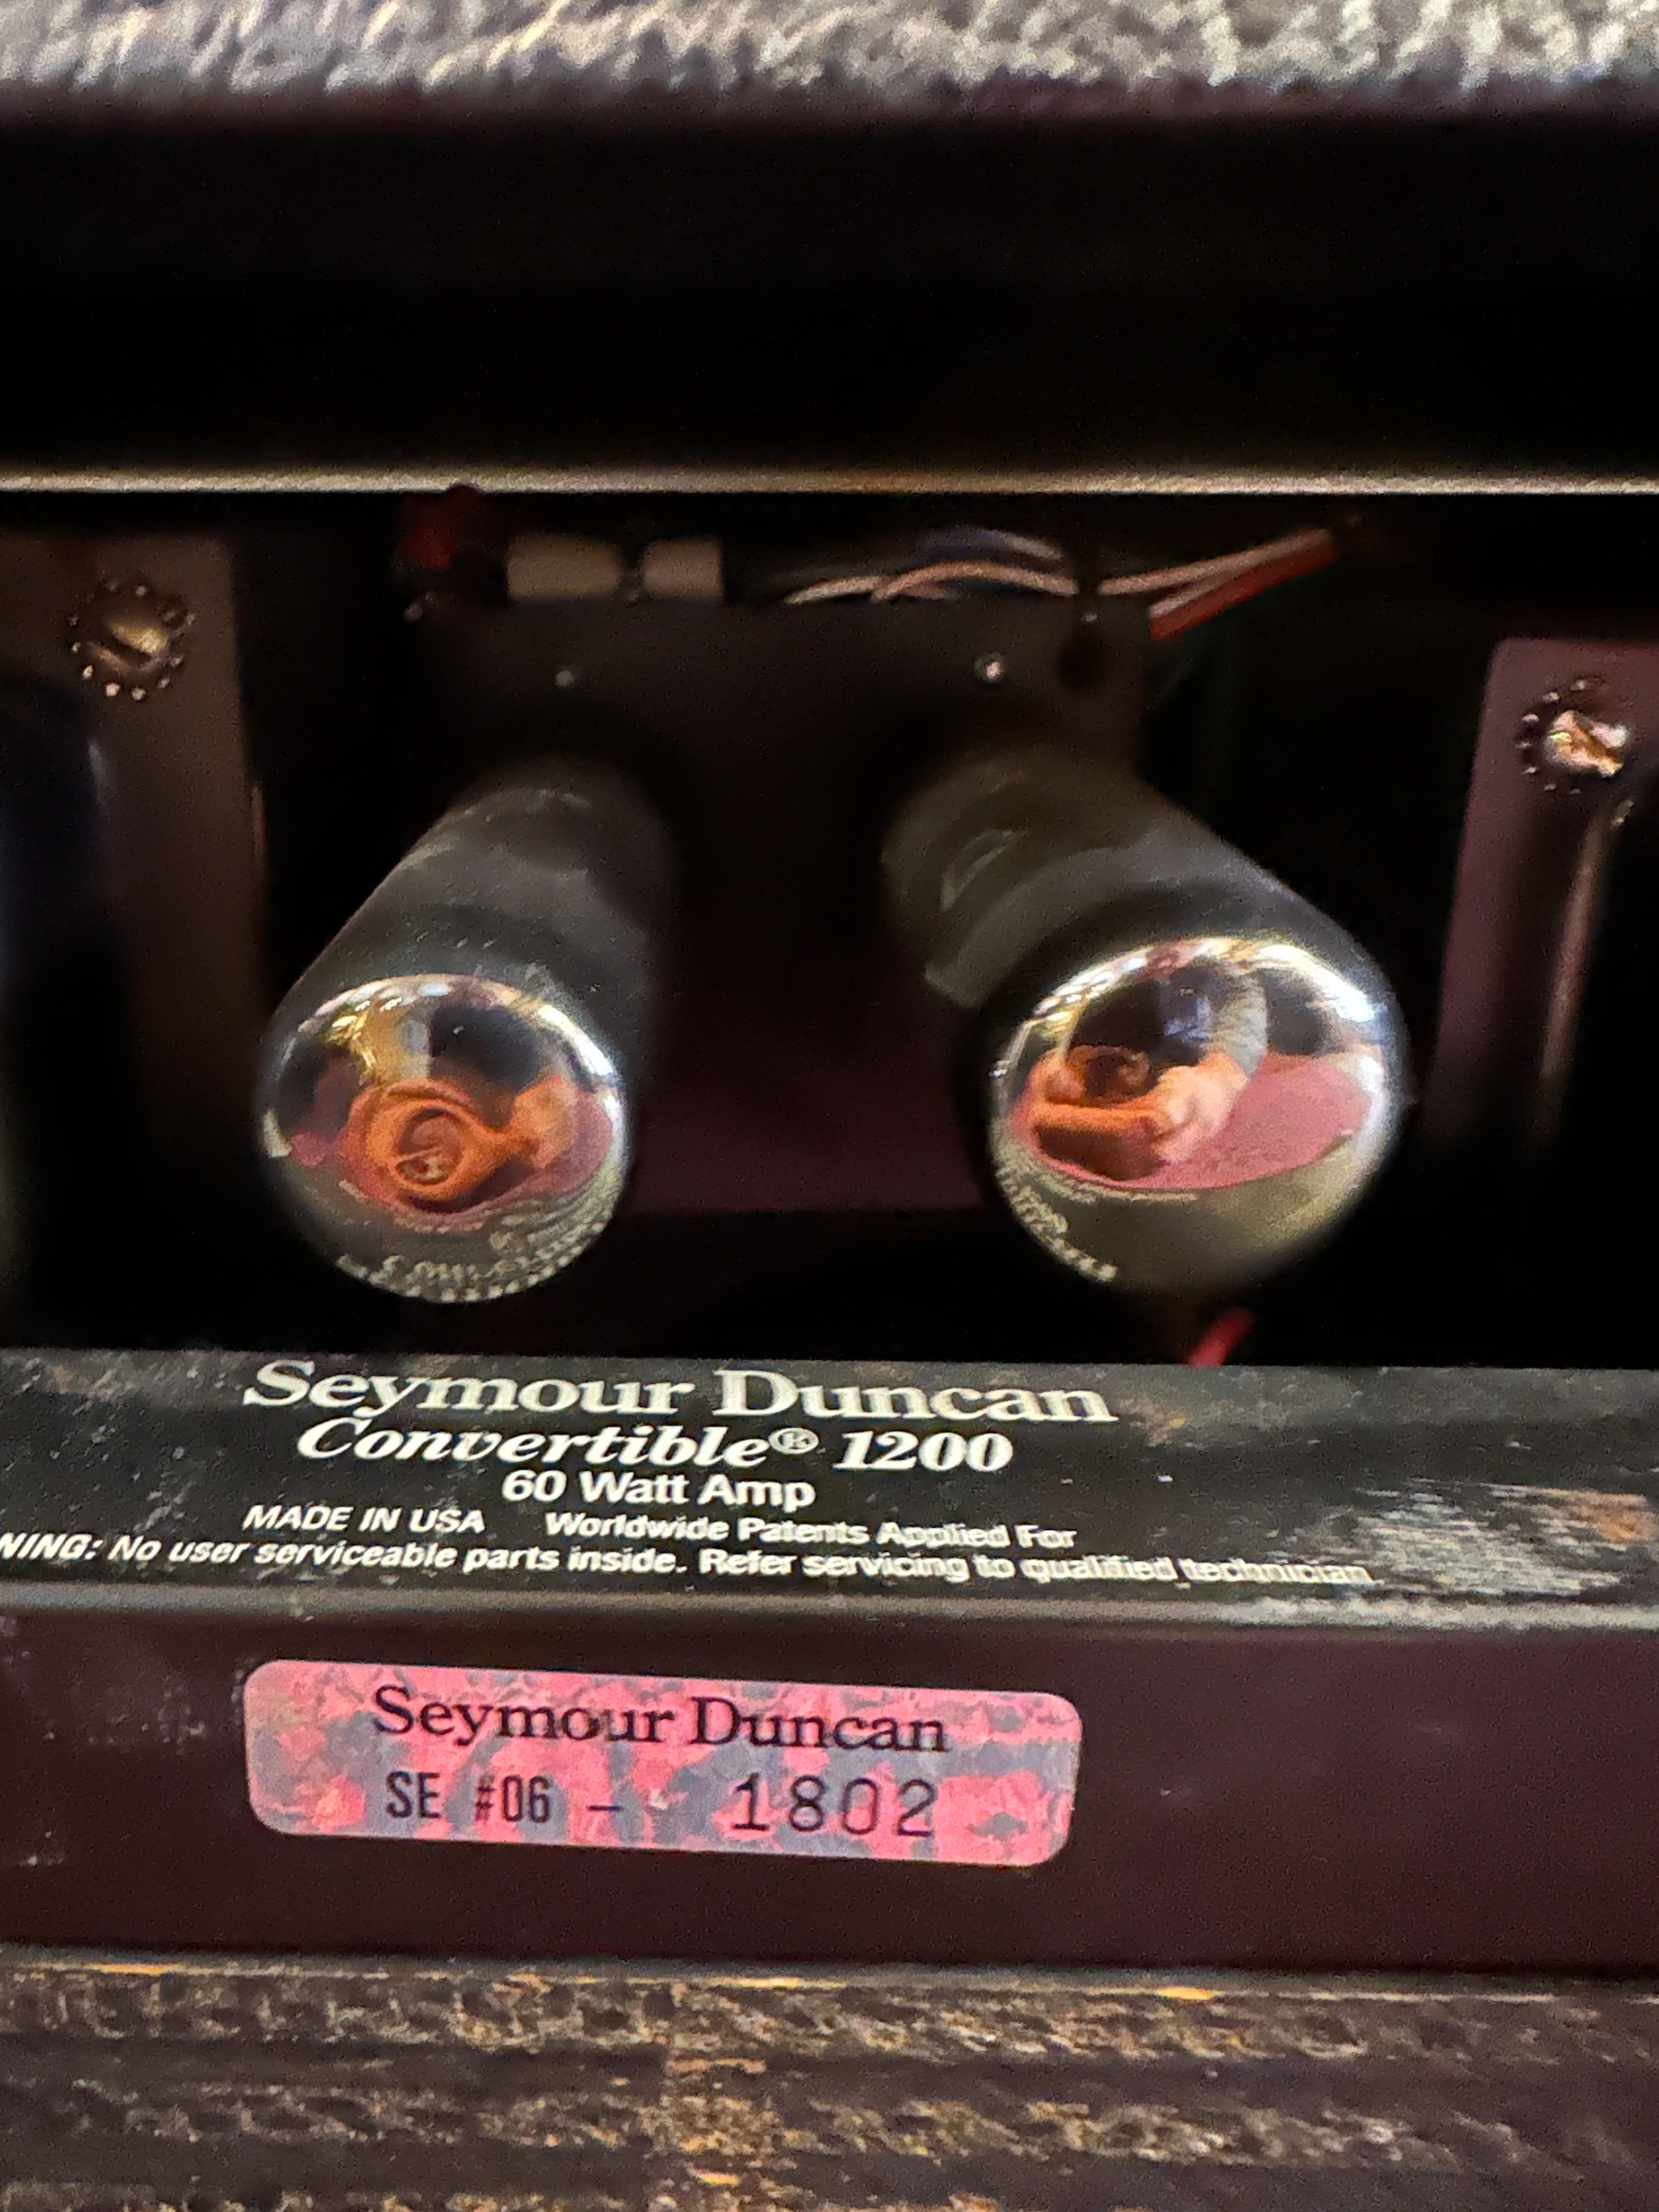 Seymour Duncan
Convertible® 1200
60 Watt Amp
MADE IN USA Worldwide Patents Applied For
NING: No user serviceable parts inside. Refer servicing to qualified technician.
Seymour Duncan
SE #06 - 1802